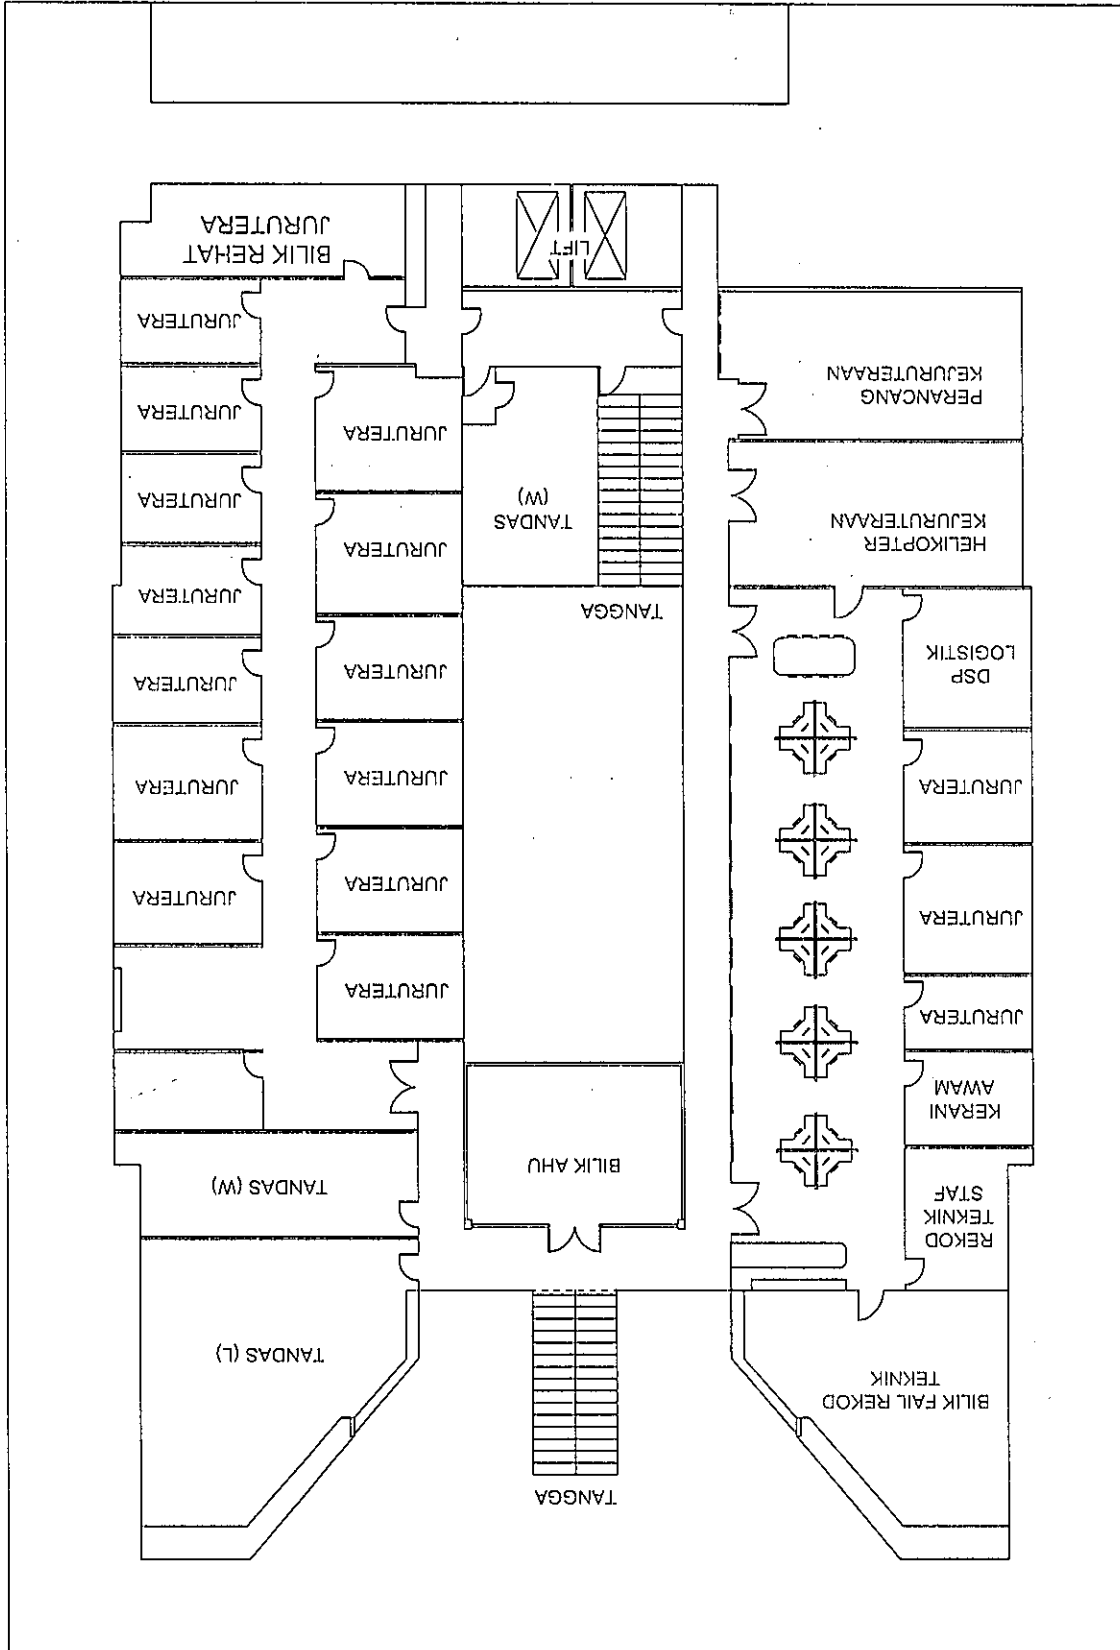 TANGGA
BILIK FAIL REKOD
TEKNIK
TANDAS (L)
REKOD
TEKNIK
STAF
BILIK AHU
TANDAS (W)
KERANI
AWAM
JURUTERA
JURUTERA
JURUTERA
JURUTERA
JURUTERA
JURUTERA
JURUTERA
JURUTERA
DSP
LOGISTIK
JURUTERA
JURUTERA
TANGGA
JURUTERA
HELIKOPTER
KEJURUTERAAN
TANDAS
(W)
JURUTERA
JURUTERA
PERANCANG
KEJURUTERAAN
JURUTERA
JURUTERA
JURUTERA
LIFT
BILIK REHAT
JURUTERA